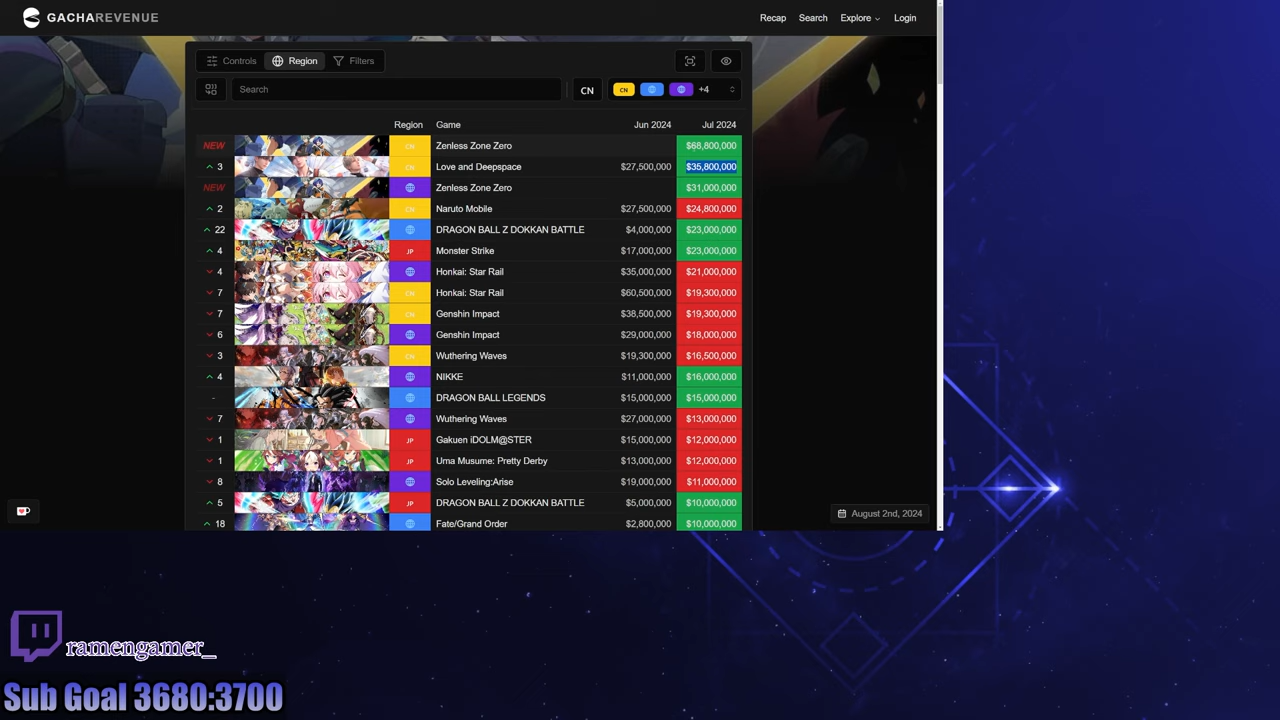 GACHAREVENUE Recap Search Explore Login
Controls Region Filters
Search CN CN +4
Region Game Jun 2024 Jul 2024
NEW CN Zenless Zone Zero $68,800,000
3 CN Love and Deepspace $27,500,000 $35,800,000
NEW Zenless Zone Zero $31,000,000
2 CN Naruto Mobile $27,500,000 $24,800,000
22 DRAGON BALL Z DOKKAN BATTLE $4,000,000 $23,000,000
4 JP Monster Strike $17,000,000 $23,000,000
4 Honkai: Star Rail $35,000,000 $21,000,000
7 CN Honkai: Star Rail $60,500,000 $19,300,000
7 CN Genshin Impact $38,500,000 $19,300,000
6 Genshin Impact $29,000,000 $18,000,000
3 CN Wuthering Waves $19,300,000 $16,500,000
4 NIKKE $11,000,000 $16,000,000
- DRAGON BALL LEGENDS $15,000,000 $15,000,000
7 Wuthering Waves $27,000,000 $13,000,000
1 JP Gakuen iDOLM@STER $15,000,000 $12,000,000
1 JP Uma Musume: Pretty Derby $13,000,000 $12,000,000
8 Solo Leveling:Arise $19,000,000 $11,000,000
5 JP DRAGON BALL Z DOKKAN BATTLE $5,000,000 $10,000,000
18 Fate/Grand Order $2,800,000 $10,000,000
August 2nd, 2024
ramengamer_
Sub Goal 3680:3700